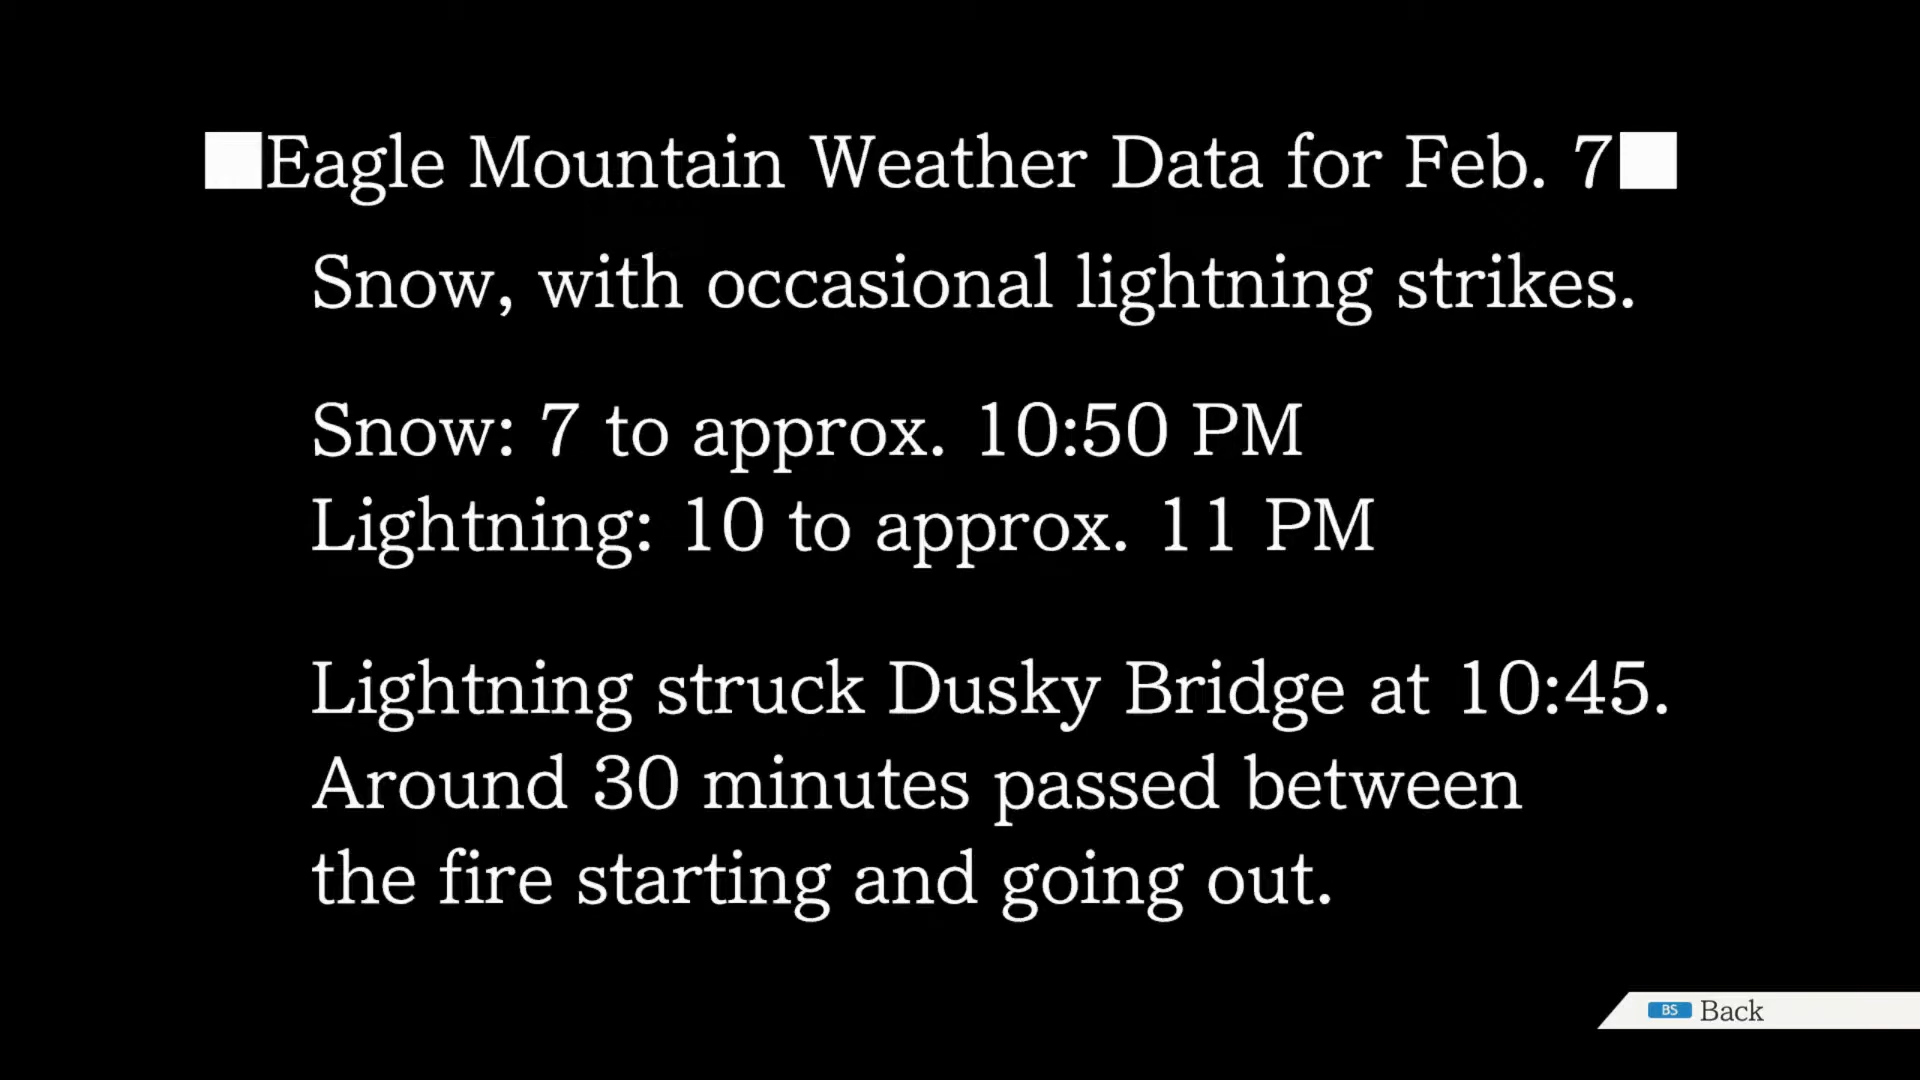 ■Eagle Mountain Weather Data for Feb. 7■
Snow, with occasional lightning strikes.
Snow: 7 to approx. 10:50 PM
Lightning: 10 to approx. 11 PM
Lightning struck Dusky Bridge at 10:45.
Around 30 minutes passed between
the fire starting and going out.
BS Back